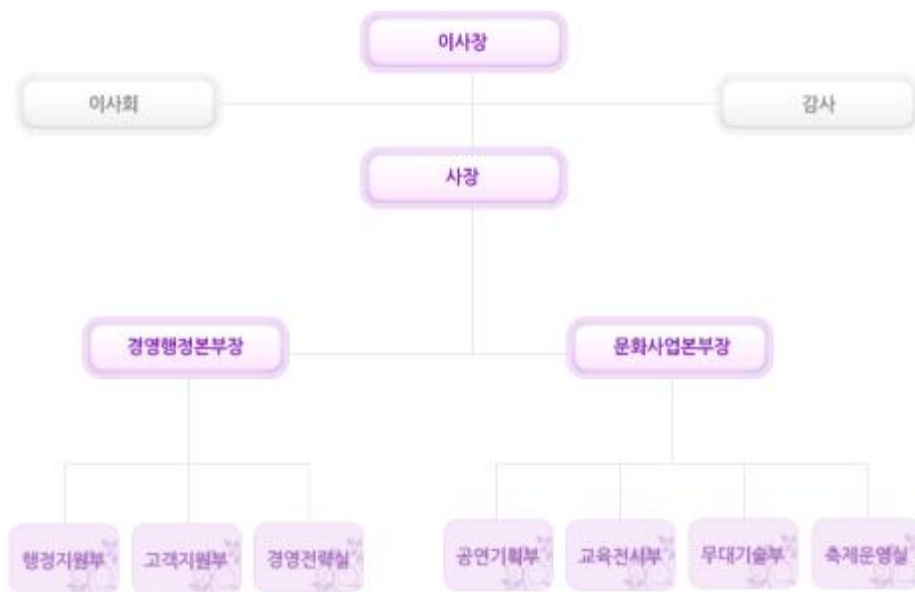 이사장
이사회
감사
사장
경영행정본부장
문화사업본부장
행정지원부
고객지원부
경영전략실
공연기획부
교육전시부
무대기술부
축제운영실